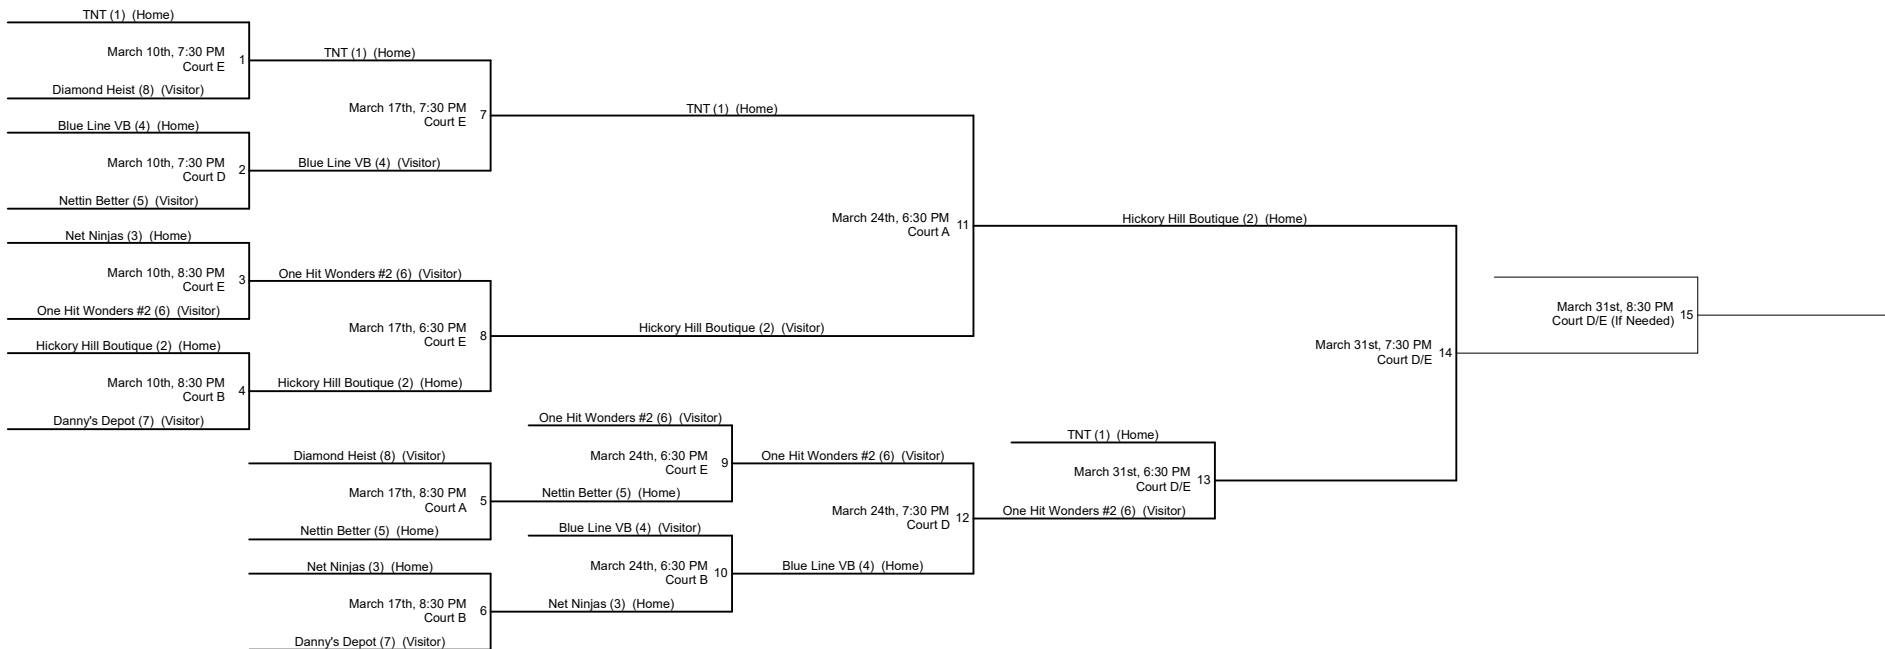 TNT (1) (Home)
March 10th, 7:30 PM
Court E
1
Diamond Heist (8) (Visitor)
Blue Line VB (4) (Home)
March 10th, 7:30 PM
Court D
2
Nettin Better (5) (Visitor)
Net Ninjas (3) (Home)
March 10th, 8:30 PM
Court E
3
One Hit Wonders #2 (6) (Visitor)
Hickory Hill Boutique (2) (Home)
March 10th, 8:30 PM
Court B
4
Danny's Depot (7) (Visitor)
TNT (1) (Home)
March 17th, 7:30 PM
Court E
7
Blue Line VB (4) (Visitor)
One Hit Wonders #2 (6) (Visitor)
March 17th, 6:30 PM
Court E
8
Hickory Hill Boutique (2) (Home)
Diamond Heist (8) (Visitor)
March 17th, 8:30 PM
Court A
5
Nettin Better (5) (Home)
Net Ninjas (3) (Home)
March 17th, 8:30 PM
Court B
6
Danny's Depot (7) (Visitor)
TNT (1) (Home)
March 24th, 6:30 PM
Court A
11
Hickory Hill Boutique (2) (Visitor)
One Hit Wonders #2 (6) (Visitor)
March 24th, 6:30 PM
Court E
9
Nettin Better (5) (Home)
Blue Line VB (4) (Visitor)
March 24th, 6:30 PM
Court B
10
Net Ninjas (3) (Home)
One Hit Wonders #2 (6) (Visitor)
March 24th, 7:30 PM
Court D
12
Blue Line VB (4) (Home)
TNT (1) (Home)
March 31st, 6:30 PM
Court D/E
13
One Hit Wonders #2 (6) (Visitor)
Hickory Hill Boutique (2) (Home)
March 31st, 7:30 PM
Court D/E
14
March 31st, 8:30 PM
Court D/E (If Needed)
15